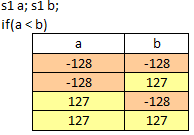 s1 a; s1 b;
if(a < b)
a b
-128 -128
-128 127
127 -128
127 127